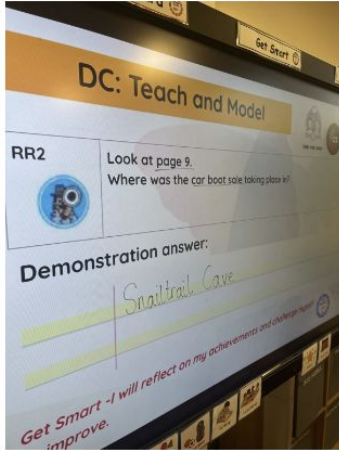 Get Smart
DC: Teach and Model
RR2
Look at page 9.
Where was the car boot sale taking place in?
Demonstration answer:
Snailtrail Cave
Get Smart -I will reflect on my achievements and challenge myself
improve.